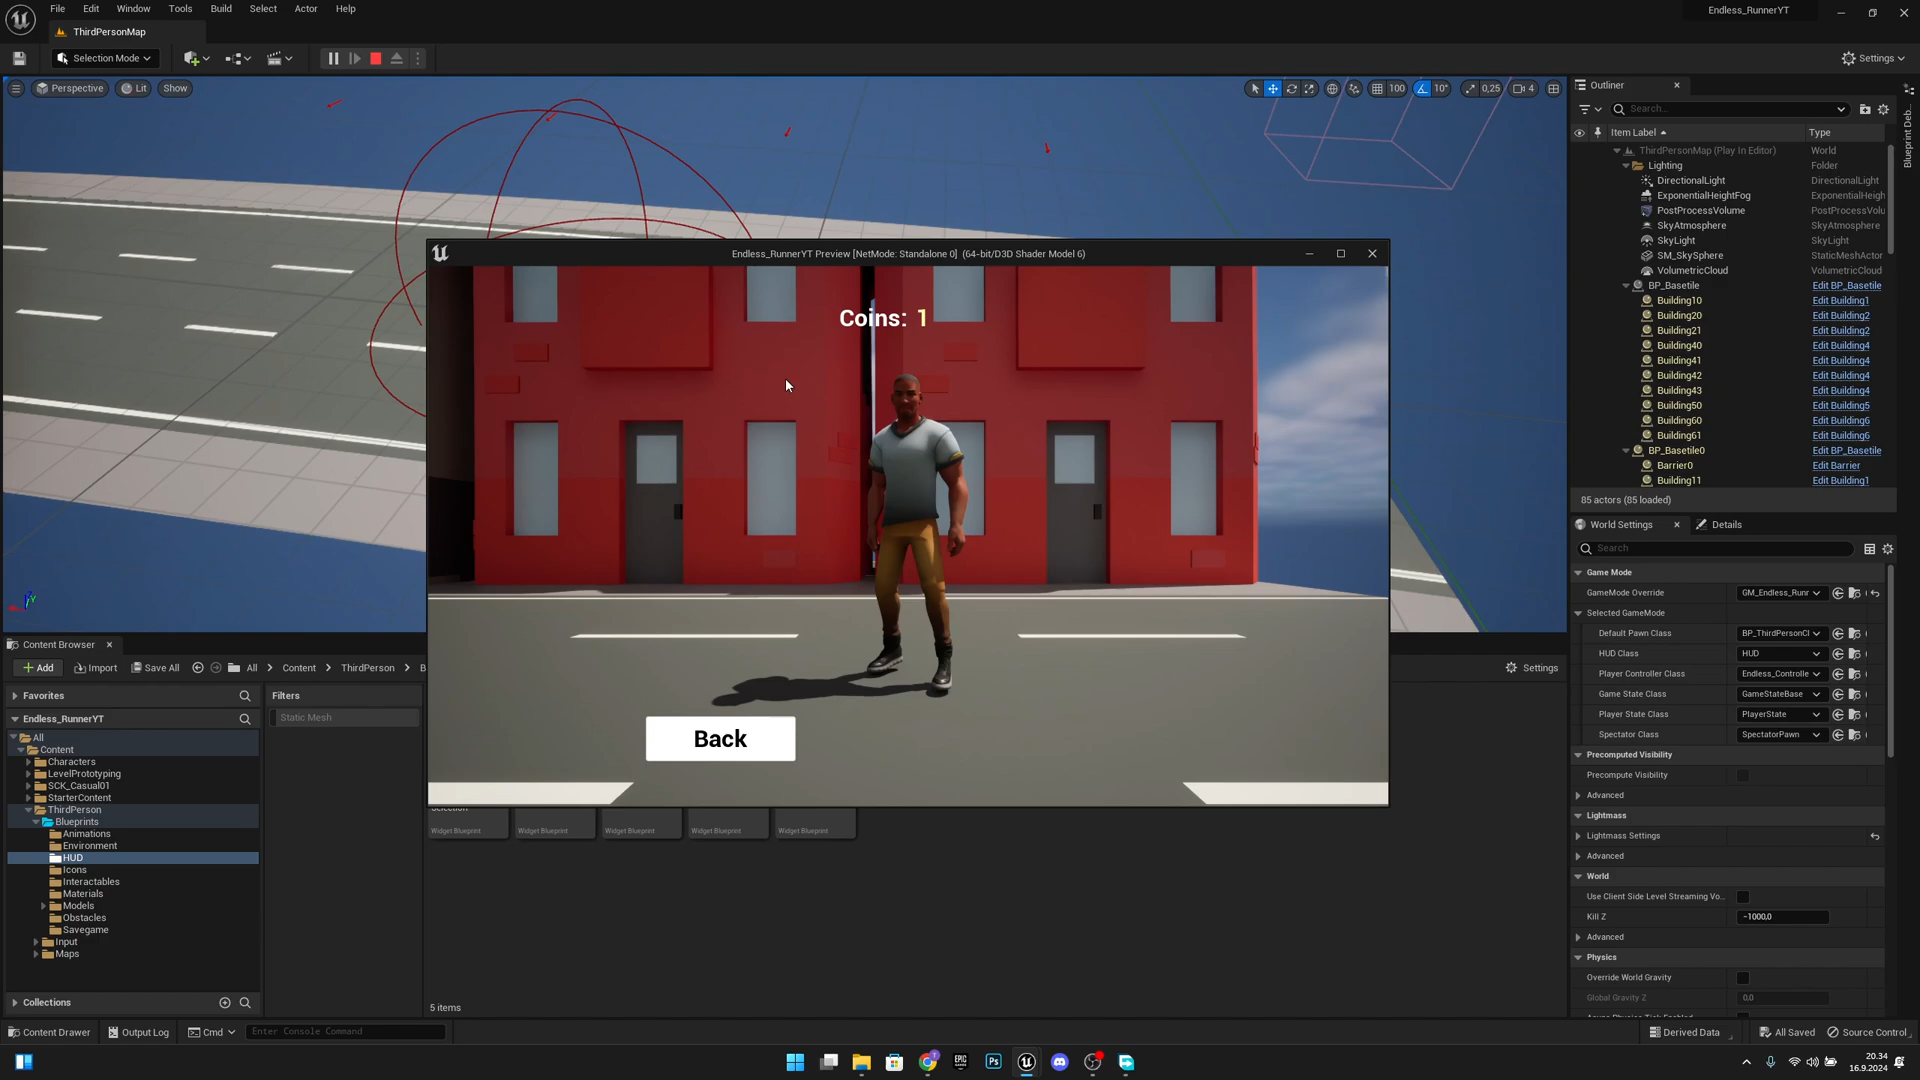 File Edit Window Tools Build Select Actor Help
Endless_RunnerYT
ThirdPersonMap
Selection Mode
Settings
Perspective
Lit
Show
100
10°
0,25
4
Outliner
Search...
Item Label
Type
ThirdPersonMap (Play In Editor) World
Lighting Folder
DirectionalLight DirectionalLight
ExponentialHeightFog ExponentialHeigh
PostProcessVolume PostProcessVolu
SkyAtmosphere SkyAtmosphere
SkyLight SkyLight
SM_SkySphere StaticMeshActor
VolumetricCloud VolumetricCloud
BP_Basetile Edit BP_Basetile
Building10 Edit Building1
Building20 Edit Building2
Building21 Edit Building2
Building40 Edit Building4
Building41 Edit Building4
Building42 Edit Building4
Building43 Edit Building4
Building50 Edit Building5
Building60 Edit Building6
Building61 Edit Building6
BP_Basetile0 Edit BP_Basetile
Barrier0 Edit Barrier
Building11 Edit Building1
85 actors (85 loaded)
Blueprint Deb...
Endless_RunnerYT Preview [NetMode: Standalone 0] (64-bit/D3D Shader Model 6)
Coins: 1
Back
World Settings
Details
Search
Game Mode
GameMode Override GM_Endless_Runr
Selected GameMode
Default Pawn Class BP_ThirdPersonCl
HUD Class HUD
Player Controller Class Endless_Controlle
Game State Class GameStateBase
Player State Class PlayerState
Spectator Class SpectatorPawn
Precomputed Visibility
Precompute Visibility
Advanced
Lightmass
Lightmass Settings
Advanced
World
Use Client Side Level Streaming Vo...
Kill Z -1000,0
Advanced
Physics
Override World Gravity
Global Gravity Z 0,0
Content Browser
Add
Import
Save All
All
Content
ThirdPerson
B
Settings
Favorites
Endless_RunnerYT
All
Content
Characters
LevelPrototyping
SCK_Casual01
StarterContent
ThirdPerson
Blueprints
Animations
Environment
HUD
Icons
Interactables
Materials
Models
Obstacles
Savegame
Input
Maps
Collections
Filters
Static Mesh
Widget Blueprint
Widget Blueprint
Widget Blueprint
Widget Blueprint
Widget Blueprint
5 items
Content Drawer
Output Log
Cmd
Enter Console Command
Derived Data
All Saved
Source Control
EPIC
GAMES
Ps
20.34
16.9.2024